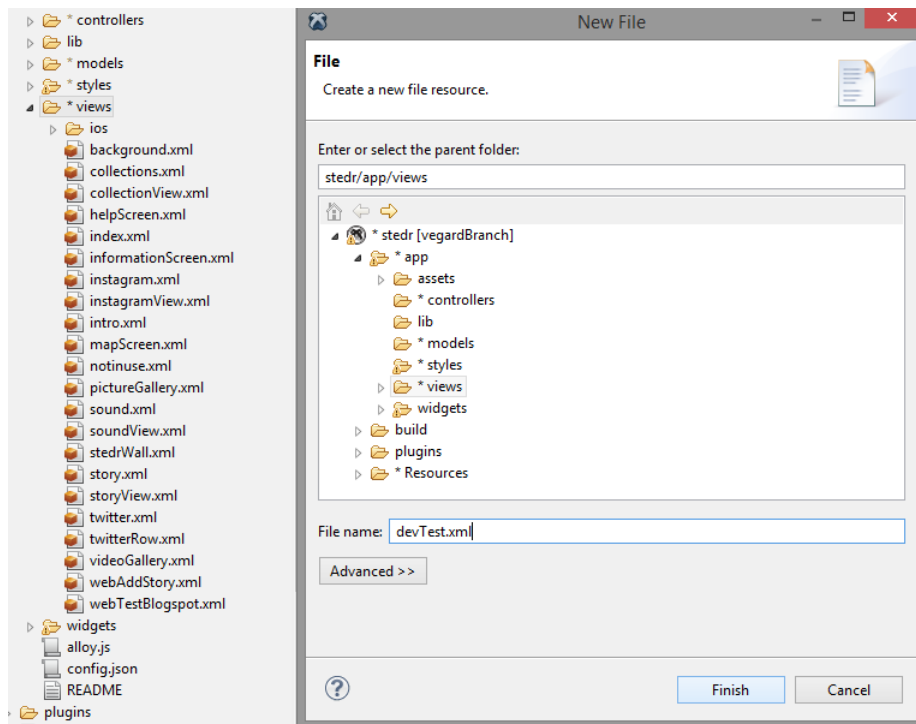 * controllers
lib
* models
* styles
* views
ios
background.xml
collections.xml
collectionView.xml
helpScreen.xml
index.xml
informationScreen.xml
instagram.xml
instagramView.xml
intro.xml
mapScreen.xml
notinuse.xml
pictureGallery.xml
sound.xml
soundView.xml
stedrWall.xml
story.xml
storyView.xml
twitter.xml
twitterRow.xml
videoGallery.xml
webAddStory.xml
webTestBlogspot.xml
widgets
alloy.js
config.json
README
plugins
New File
File
Create a new file resource.
Enter or select the parent folder:
stedr/app/views
* stedr [vegardBranch]
* app
assets
* controllers
lib
* models
* styles
* views
widgets
build
plugins
* Resources
File name: devTest.xml
Advanced >>
Finish Cancel